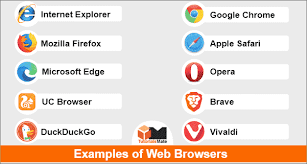 Internet Explorer
Google Chrome
Mozilla Firefox
Apple Safari
Microsoft Edge
Opera
UC Browser
Brave
DuckDuckGo
TutorialsMate
Vivaldi
Examples of Web Browsers